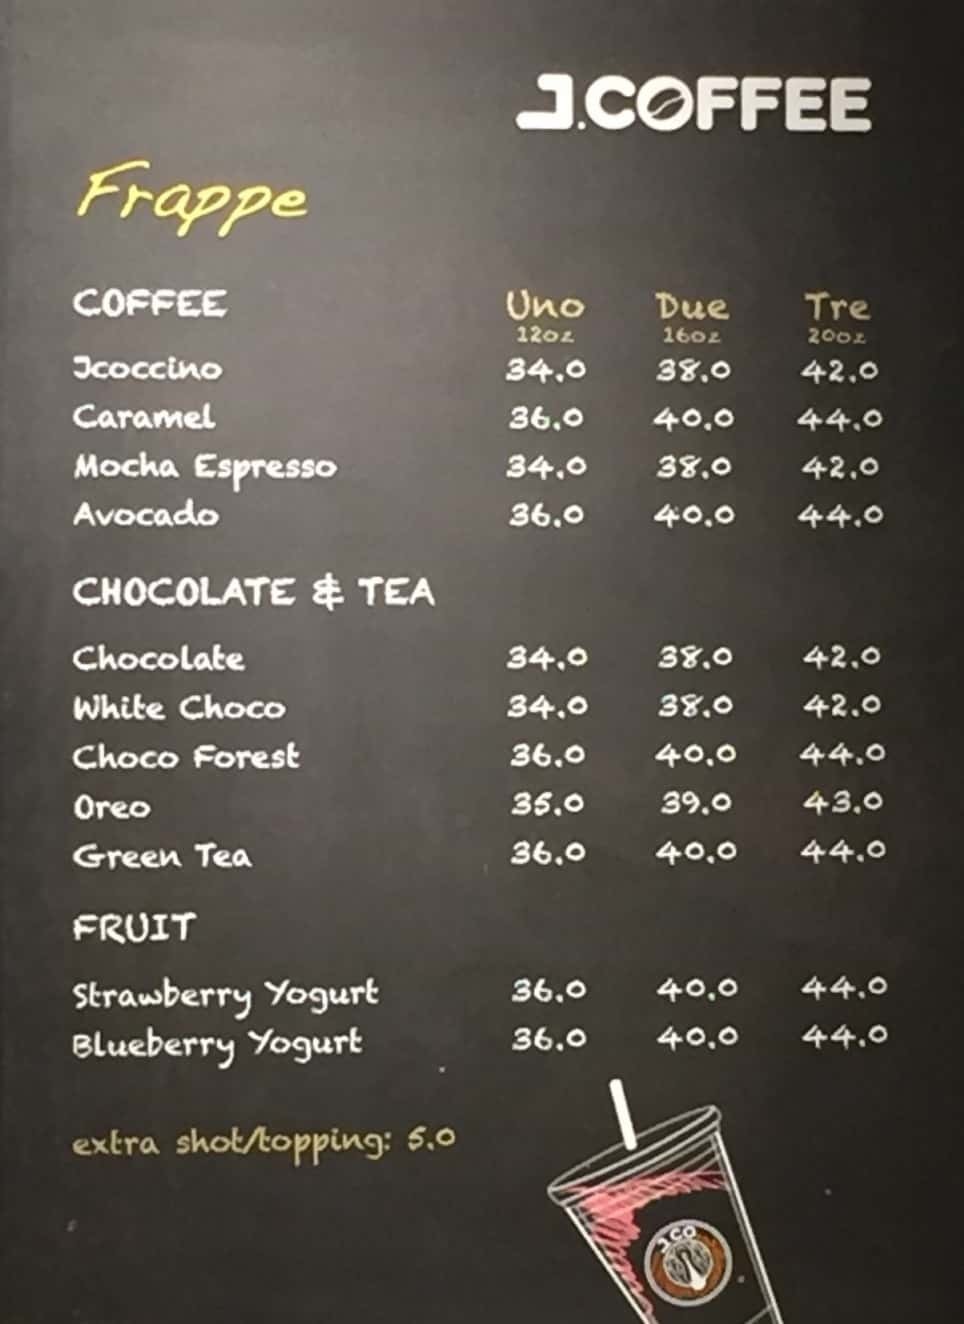 J.COFFEE
Frappe
COFFEE Uno Due Tre
12oz 16oz 20oz
Jcoccino 34.0 38.0 42.0
Caramel 36.0 40.0 44.0
Mocha Espresso 34.0 38.0 42.0
Avocado 36.0 40.0 44.0
CHOCOLATE & TEA
Chocolate 34.0 38.0 42.0
White Choco 34.0 38.0 42.0
Choco Forest 36.0 40.0 44.0
Oreo 35.0 39.0 43.0
Green Tea 36.0 40.0 44.0
FRUIT
Strawberry Yogurt 36.0 40.0 44.0
Blueberry Yogurt 36.0 40.0 44.0
extra shot/topping: 5.0
J.CO